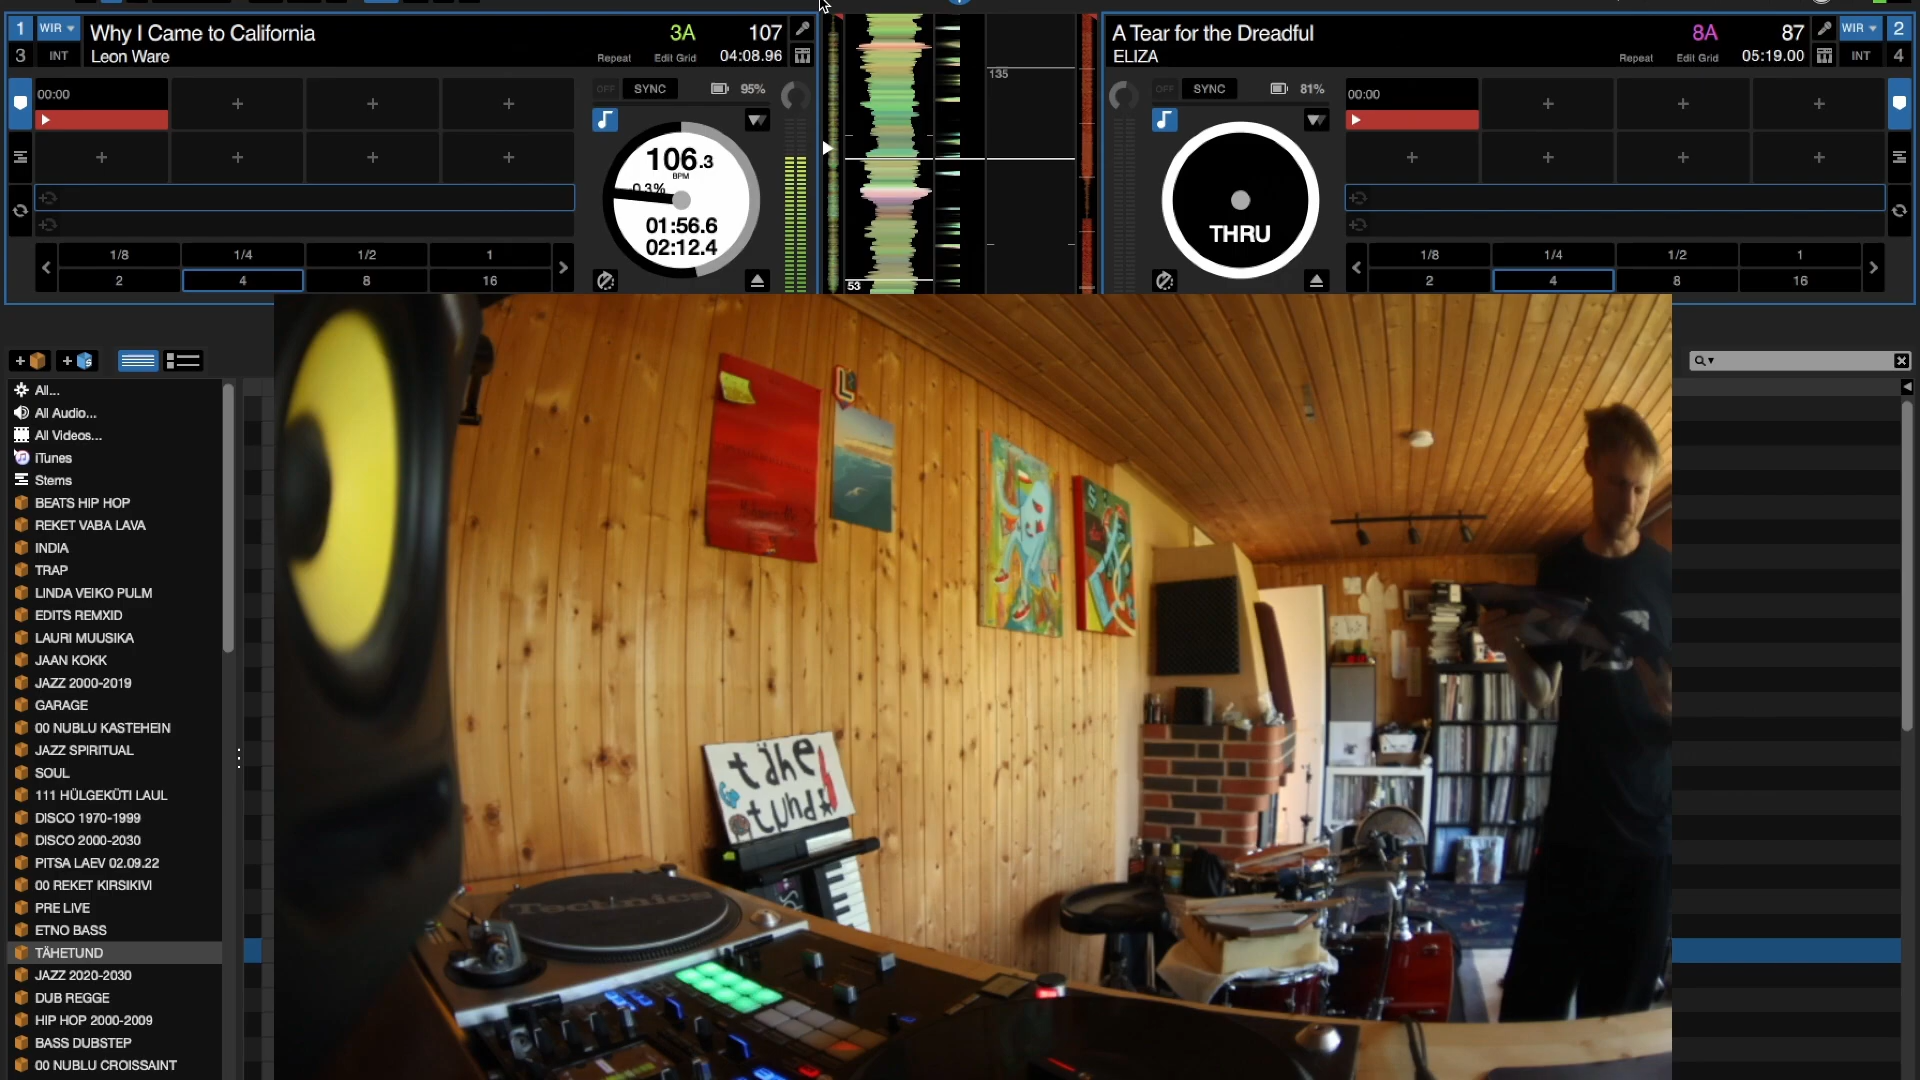 1 WIR Why I Came to California 3A 107
3 INT Leon Ware Repeat Edit Grid 04:08.96
00:00
OFF SYNC 95%
106.3
BPM
0.3%
01:56.6
02:12.4
1/8 1/4 1/2 1
2 4 8 16
135
53
A Tear for the Dreadful 8A 87 WIR 2
ELIZA Repeat Edit Grid 05:19.00 INT 4
OFF SYNC 81%
00:00
THRU
1/8 1/4 1/2 1
2 4 8 16
All...
All Audio...
All Videos...
iTunes
Stems
BEATS HIP HOP
REKET VABA LAVA
INDIA
TRAP
LINDA VEIKO PULM
EDITS REMXID
LAURI MUUSIKA
JAAN KOKK
JAZZ 2000-2019
GARAGE
00 NUBLU KASTEHEIN
JAZZ SPIRITUAL
SOUL
111 HÜLGEKÜTI LAUL
DISCO 1970-1999
DISCO 2000-2030
PITSA LAEV 02.09.22
00 REKET KIRSIKIVI
PRE LIVE
ETNO BASS
TÄHETUND
JAZZ 2020-2030
DUB REGGE
HIP HOP 2000-2009
BASS DUBSTEP
00 NUBLU CROISSAINT
L
tähe
tund
Technics